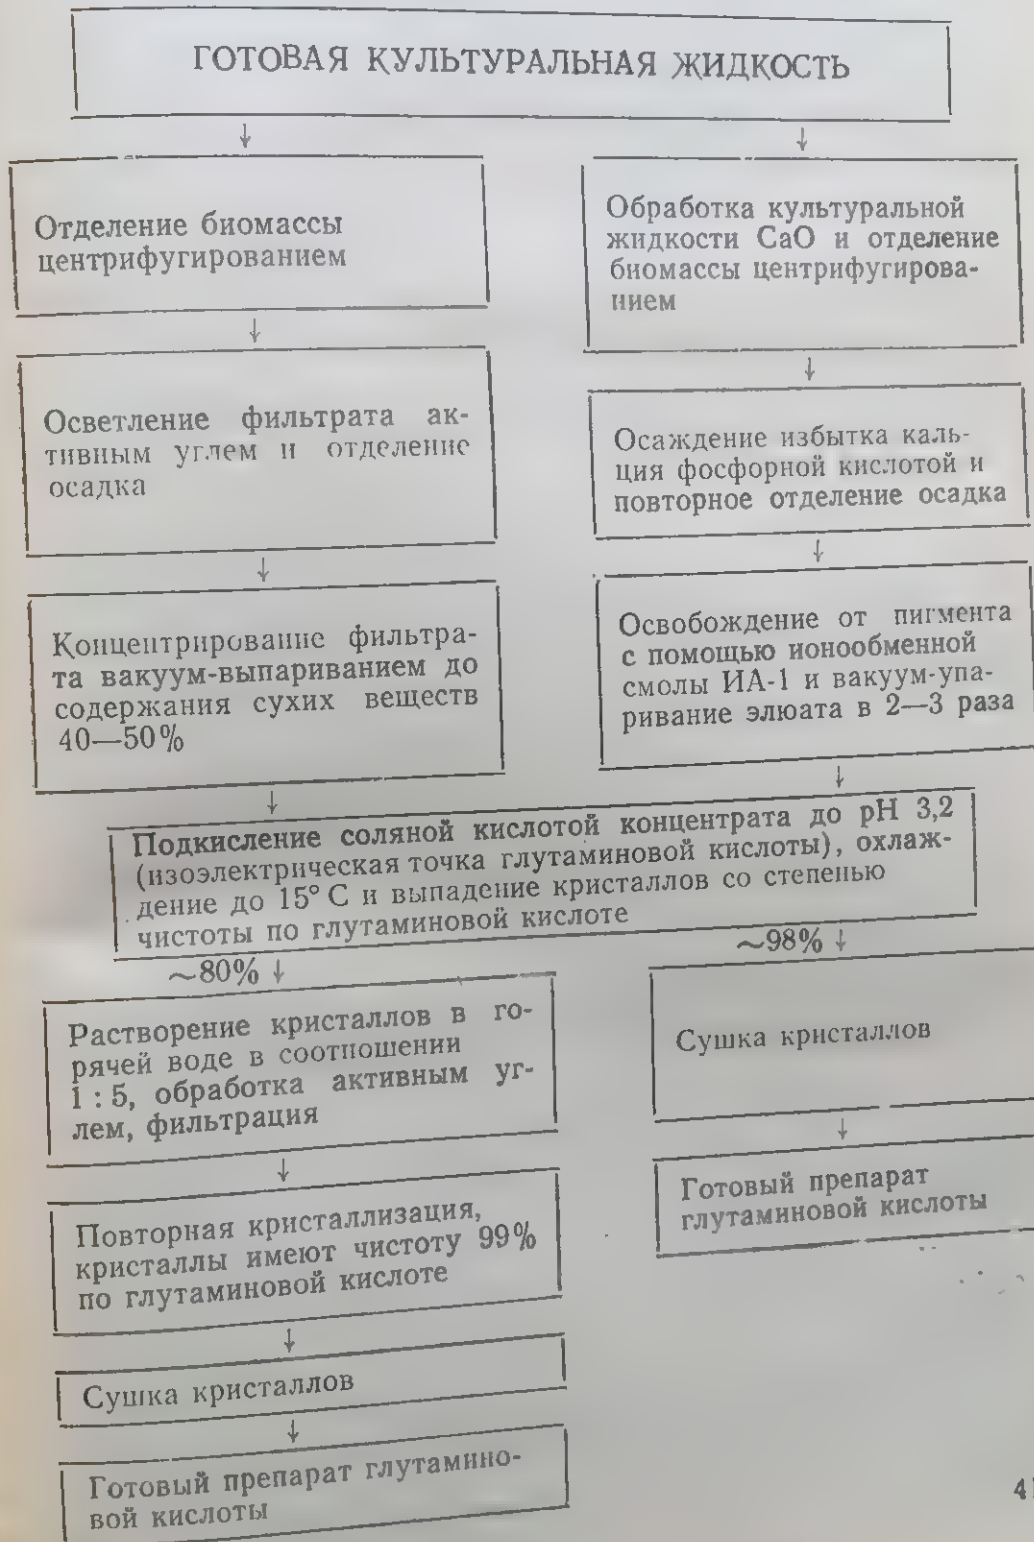 ГОТОВАЯ КУЛЬТУРАЛЬНАЯ ЖИДКОСТЬ
↓
Отделение биомассы
центрифугированием
↓
Осветление фильтрата ак-
тивным углем и отделение
осадка
↓
Концентрирование фильтра-
та вакуум-выпариванием до
содержания сухих веществ
40—50%
↓
↓
Обработка культуральной
жидкости CaO и отделение
биомассы центрифугирова-
нием
↓
Осаждение избытка каль-
ция фосфорной кислотой и
повторное отделение осадка
↓
Освобождение от пигмента
с помощью ионообменной
смолы ИА-1 и вакуум-упа-
ривание элюата в 2—3 раза
↓
Подкисление соляной кислотой концентрата до pH 3,2
(изоэлектрическая точка глутаминовой кислоты), охлаж-
дение до 15° С и выпадение кристаллов со степенью
чистоты по глутаминовой кислоте
~80% ↓
Растворение кристаллов в го-
рячей воде в соотношении
1 : 5, обработка активным уг-
лем, фильтрация
↓
Повторная кристаллизация,
кристаллы имеют чистоту 99%
по глутаминовой кислоте
↓
Сушка кристаллов
↓
Готовый препарат глутамино-
вой кислоты
~98% ↓
Сушка кристаллов
↓
Готовый препарат
глутаминовой кислоты